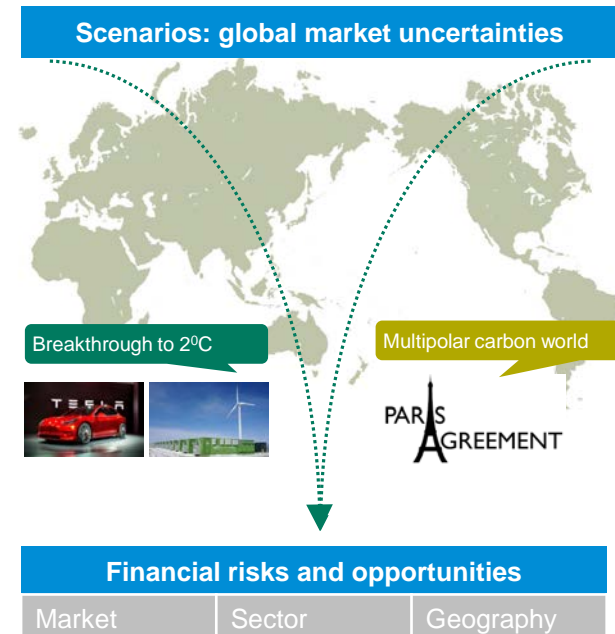 Scenarios: global market uncertainties
Breakthrough to 2⁰C
Multipolar carbon world
TESLA
PARIS
AGREEMENT
Financial risks and opportunities
Market
Sector
Geography